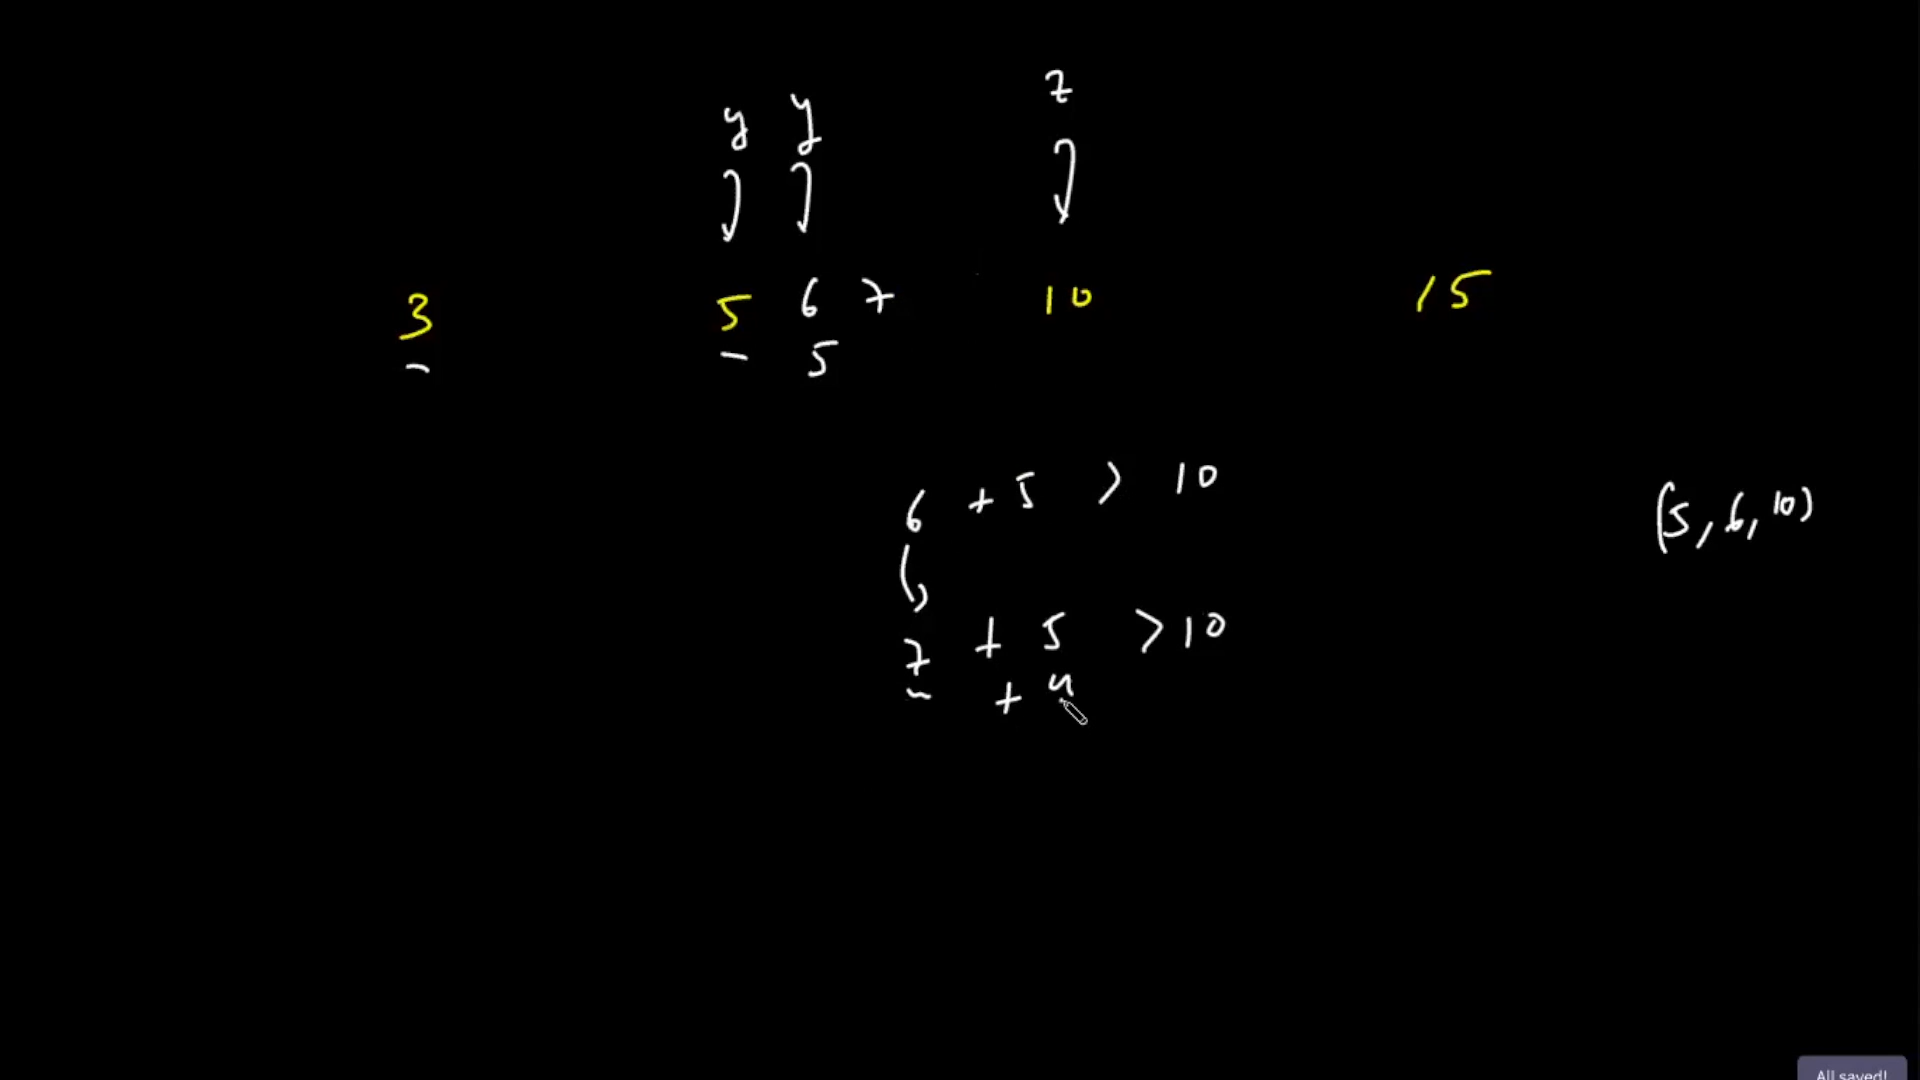 z
y y
3 5 6 7 10 15
5
6 + 5 > 10
(5, 6, 10)
7 + 5 > 10
+ 4
All saved!